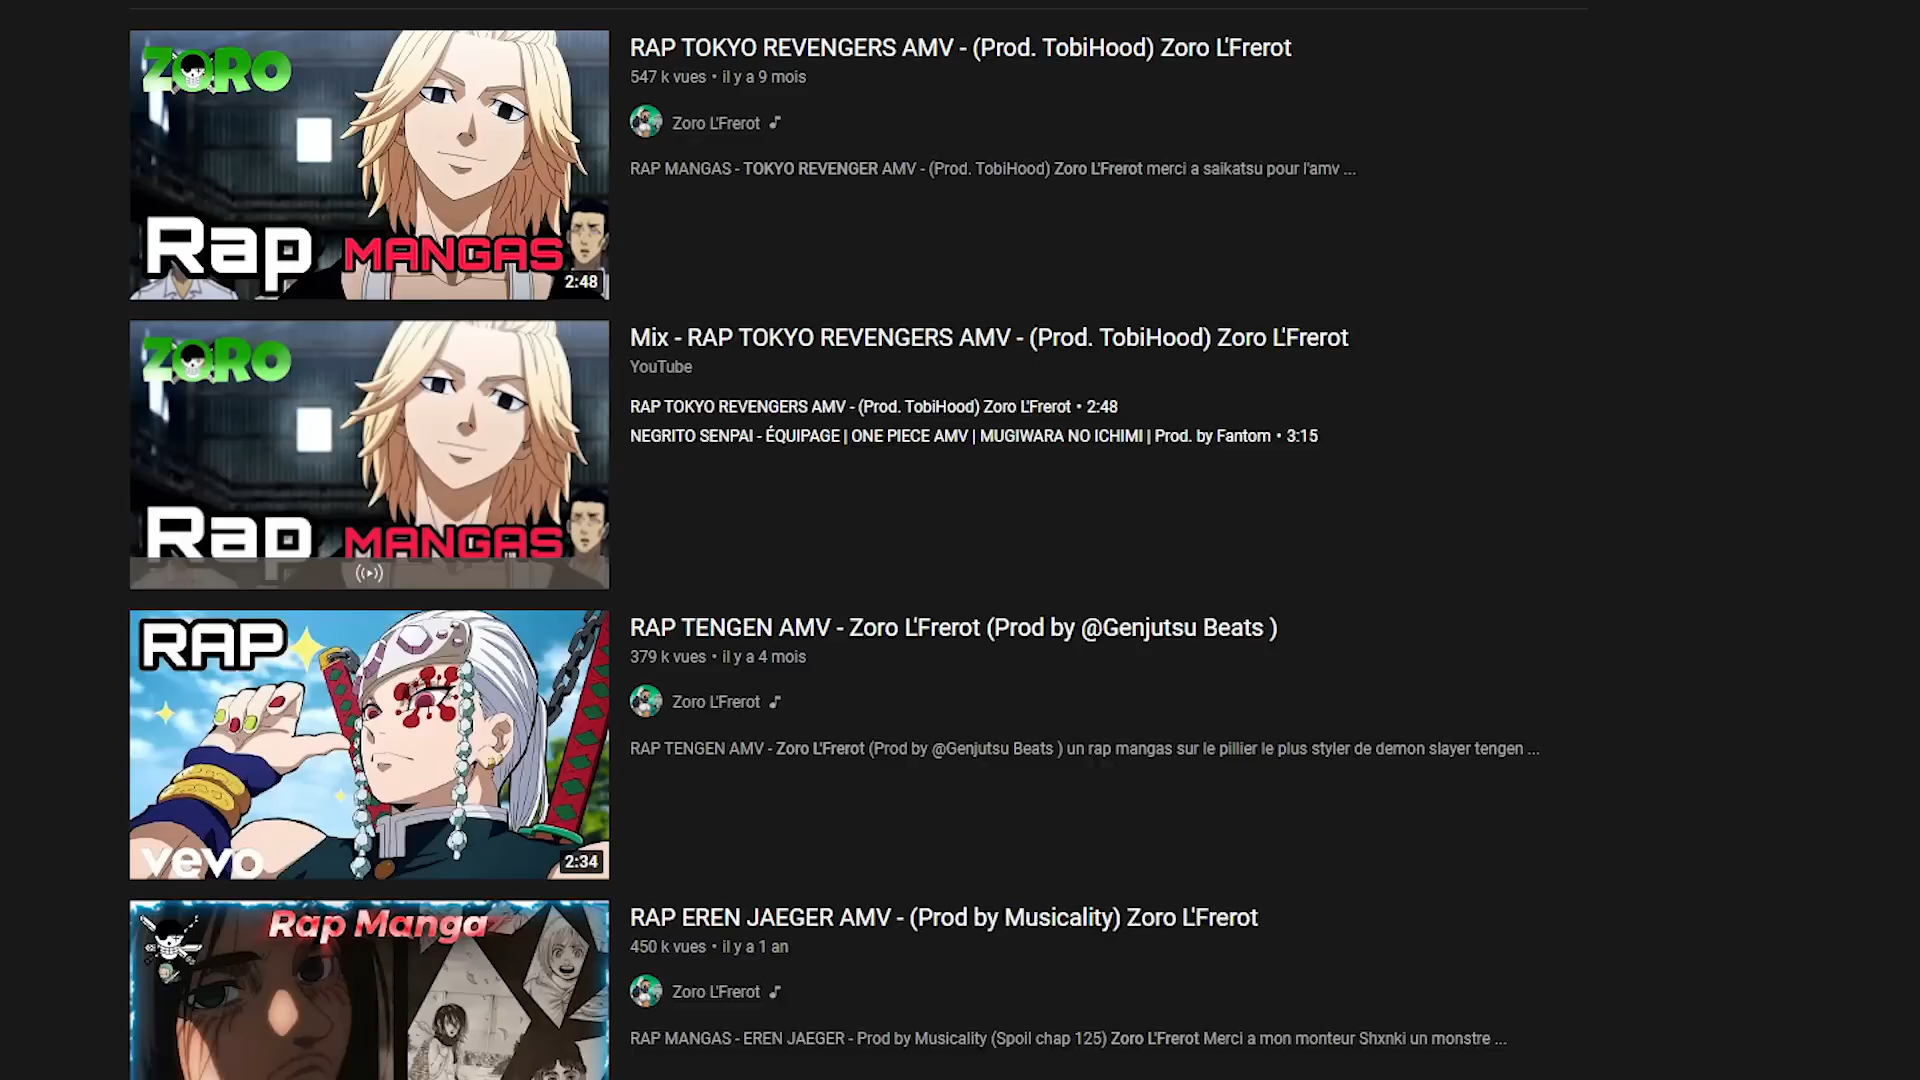 ZORO
Rap MANGAS
2:48
RAP TOKYO REVENGERS AMV - (Prod. TobiHood) Zoro L'Frerot
547 k vues • il y a 9 mois
Zoro L'Frerot
RAP MANGAS - TOKYO REVENGER AMV - (Prod. TobiHood) Zoro L'Frerot merci a saikatsu pour l'amv ...
ZORO
Rap MANGAS
Mix - RAP TOKYO REVENGERS AMV - (Prod. TobiHood) Zoro L'Frerot
YouTube
RAP TOKYO REVENGERS AMV - (Prod. TobiHood) Zoro L'Frerot • 2:48
NEGRITO SENPAI - ÉQUIPAGE | ONE PIECE AMV | MUGIWARA NO ICHIMI | Prod. by Fantom • 3:15
RAP
vevo
2:34
RAP TENGEN AMV - Zoro L'Frerot (Prod by @Genjutsu Beats )
379 k vues • il y a 4 mois
Zoro L'Frerot
RAP TENGEN AMV - Zoro L'Frerot (Prod by @Genjutsu Beats ) un rap mangas sur le pillier le plus styler de demon slayer tengen ...
Rap Manga
RAP EREN JAEGER AMV - (Prod by Musicality) Zoro L'Frerot
450 k vues • il y a 1 an
Zoro L'Frerot
RAP MANGAS - EREN JAEGER - Prod by Musicality (Spoil chap 125) Zoro L'Frerot Merci a mon monteur Shxnki un monstre ...